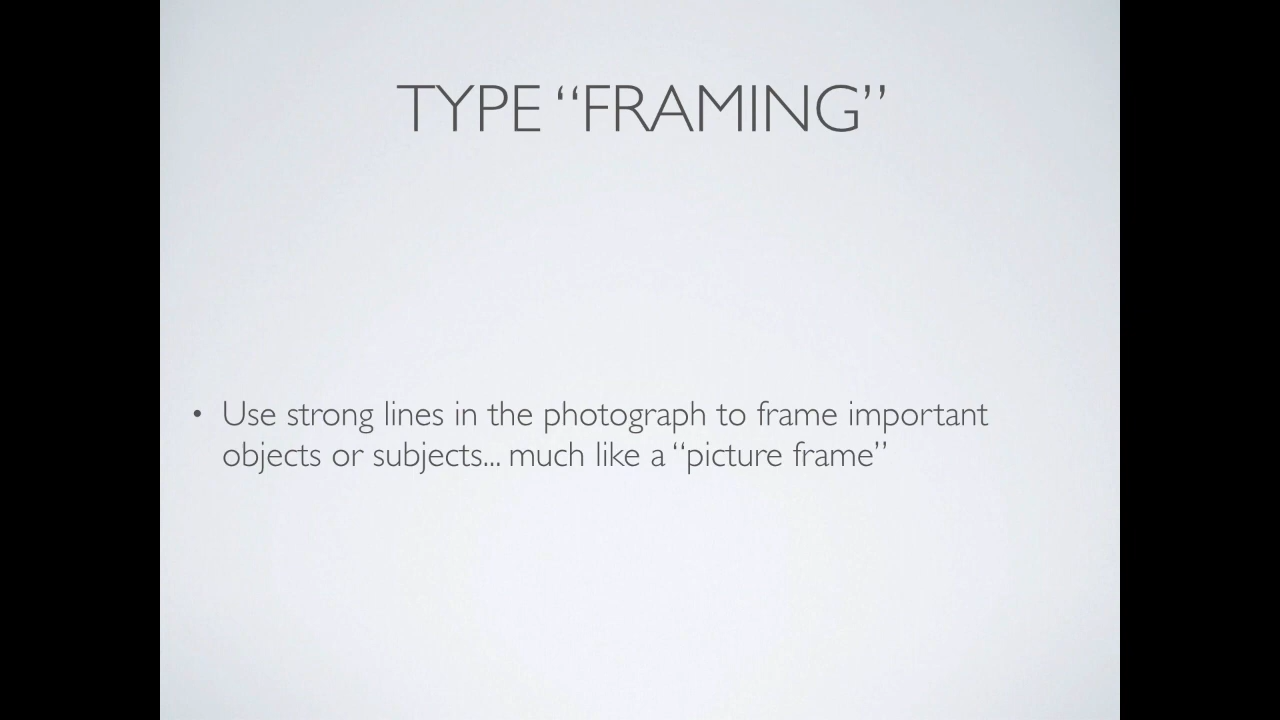 TYPE “FRAMING”
• Use strong lines in the photograph to frame important
objects or subjects... much like a “picture frame”